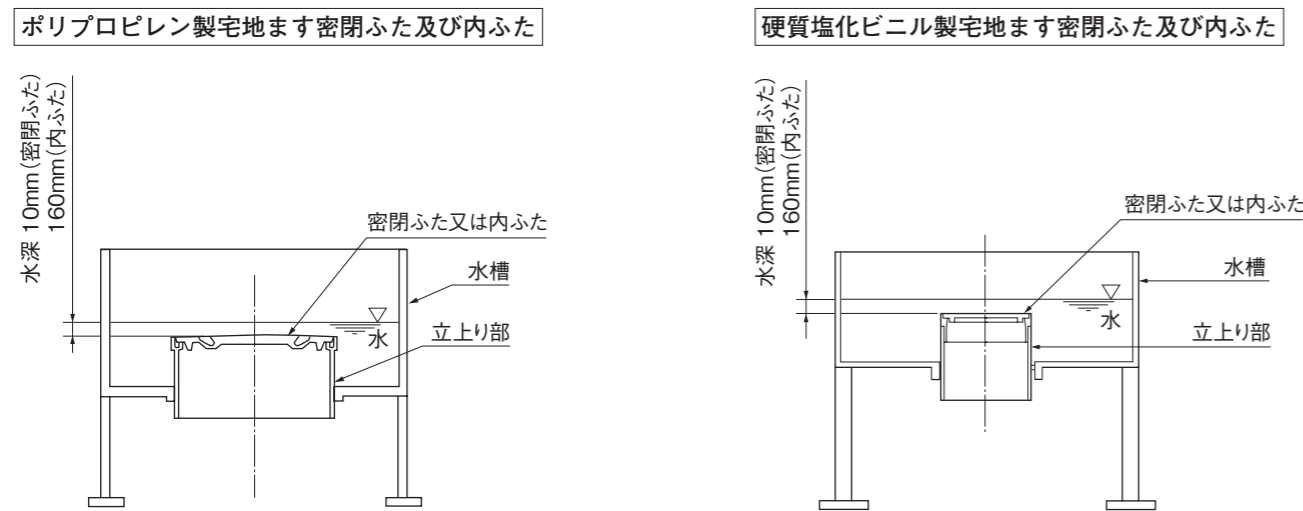 ポリプロピレン製宅地ます密閉ふた及び内ふた
水深 10mm(密閉ふた)
160mm(内ふた)
密閉ふた又は内ふた
水槽
水
立上り部
硬質塩化ビニル製宅地ます密閉ふた及び内ふた
水深 10mm(密閉ふた)
160mm(内ふた)
密閉ふた又は内ふた
水槽
水
立上り部